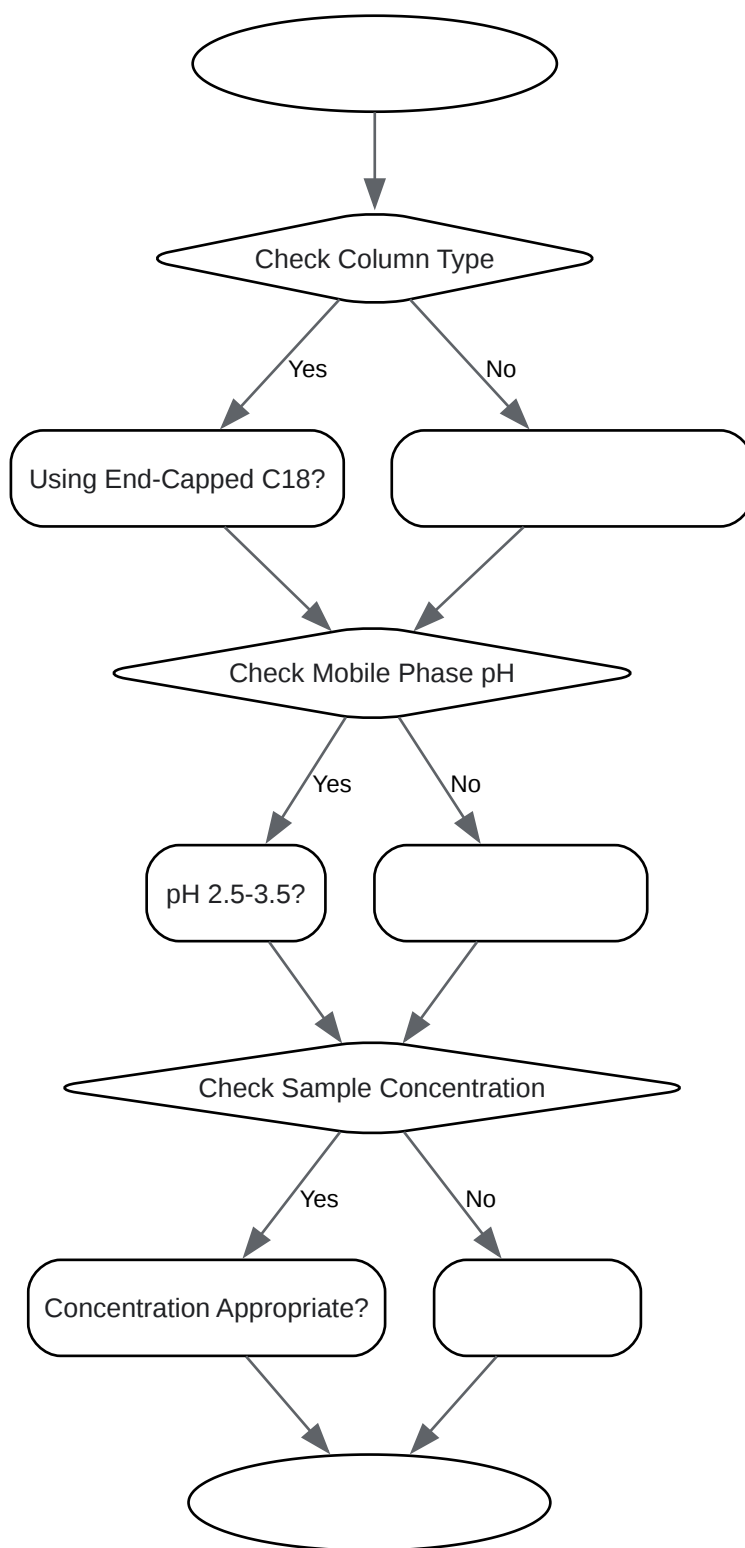 Check Column Type
Yes
No
Using End-Capped C18?
Check Mobile Phase pH
Yes
No
pH 2.5-3.5?
Check Sample Concentration
Yes
No
Concentration Appropriate?